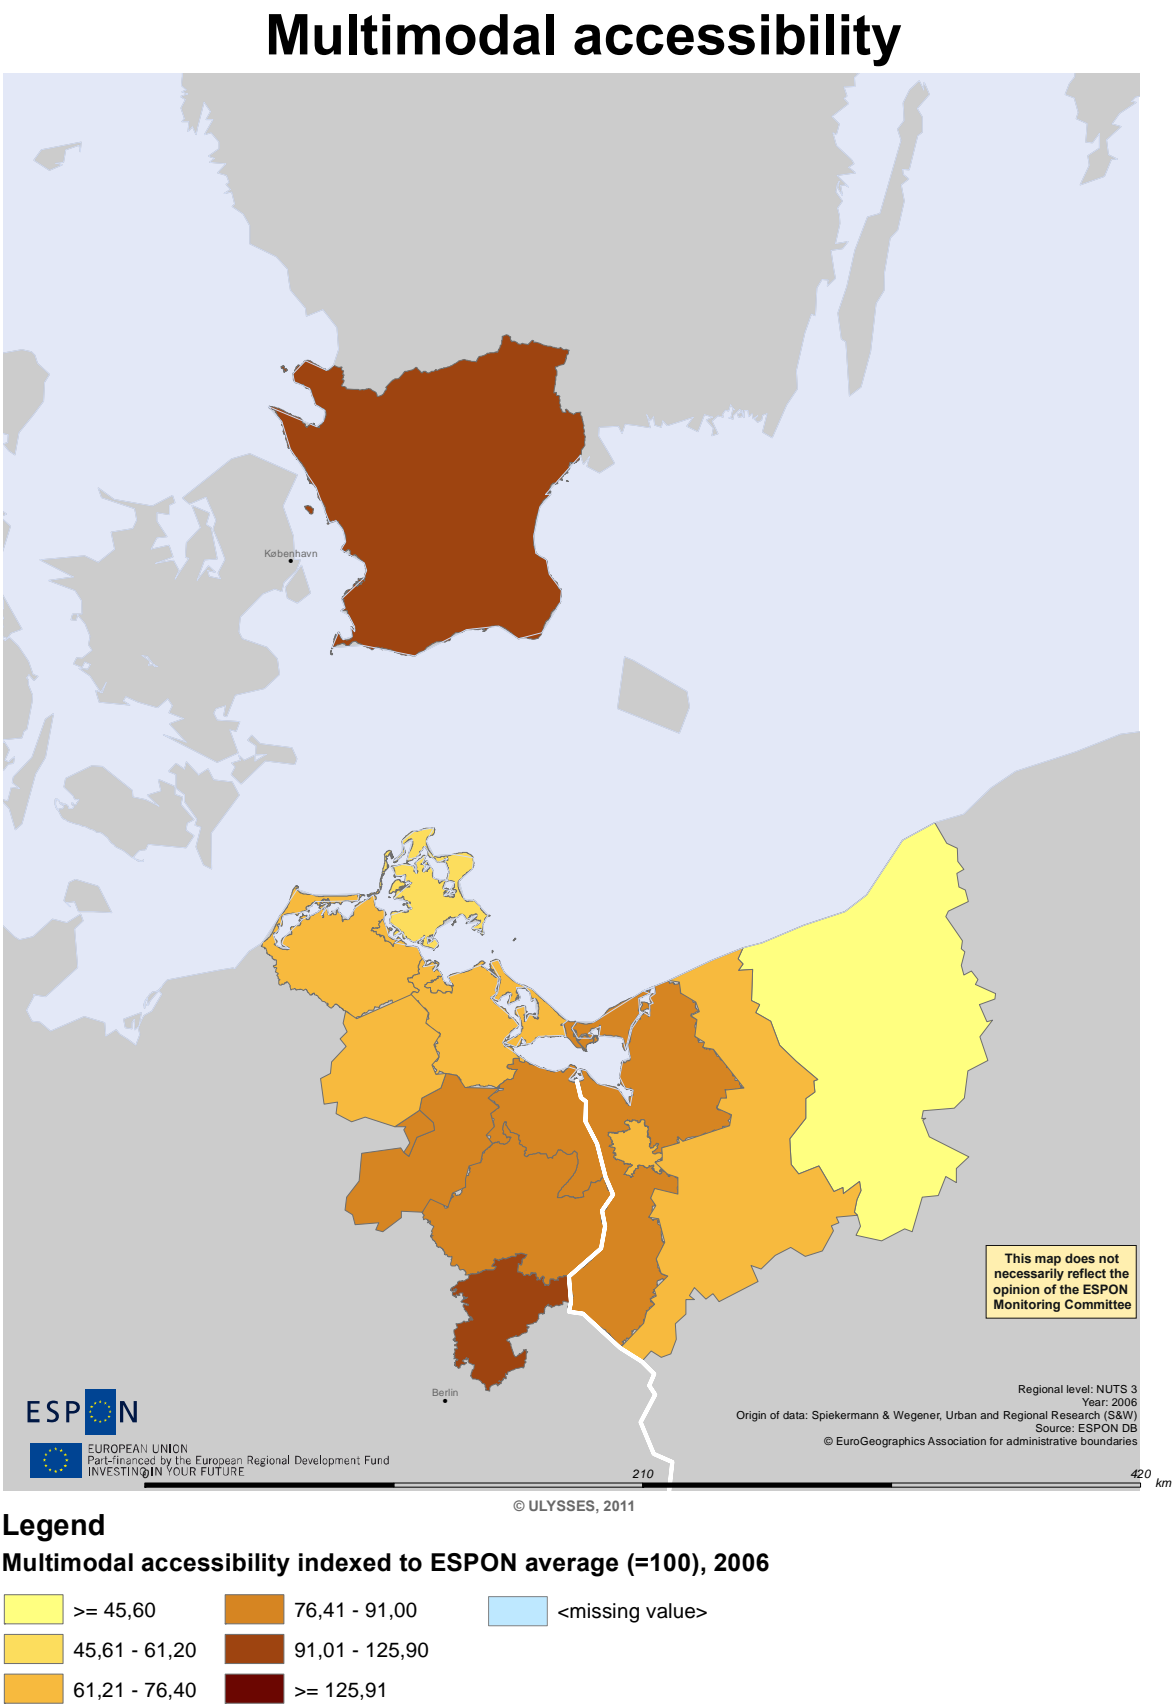 Multimodal accessibility
København
This map does not
necessarily reflect the
opinion of the ESPON
Monitoring Committee
Berlin
ESPON
EUROPEAN UNION
Part-financed by the European Regional Development Fund
INVESTING IN YOUR FUTURE
Regional level: NUTS 3
Year: 2006
Origin of data: Spiekermann & Wegener, Urban and Regional Research (S&W)
Source: ESPON DB
© EuroGeographics Association for administrative boundaries
0 210 420 km
© ULYSSES, 2011
Legend
Multimodal accessibility indexed to ESPON average (=100), 2006
>= 45,60
45,61 - 61,20
61,21 - 76,40
76,41 - 91,00
91,01 - 125,90
>= 125,91
<missing value>